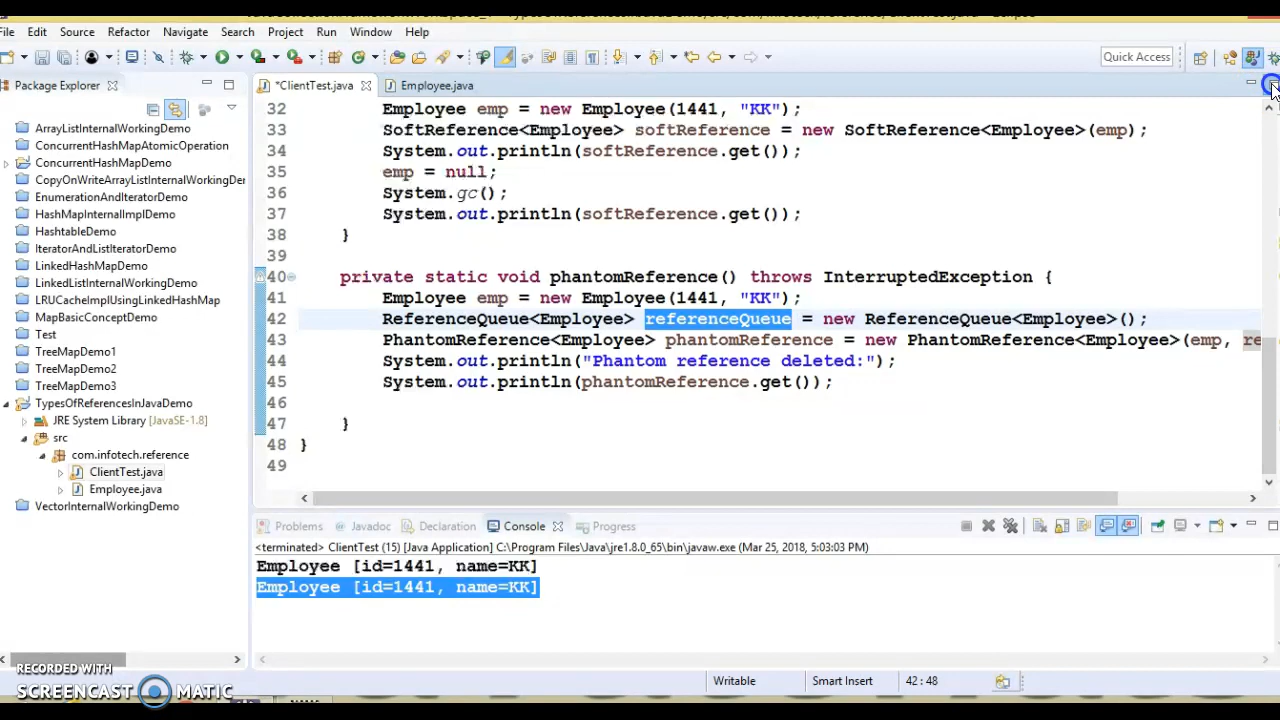 File Edit Source Refactor Navigate Search Project Run Window Help
Quick Access
Package Explorer
*ClientTest.java Employee.java
ArrayListInternalWorkingDemo
ConcurrentHashMapAtomicOperation
ConcurrentHashMapDemo
CopyOnWriteArrayListInternalWorkingDer
EnumerationAndIteratorDemo
HashMapInternalImplDemo
HashtableDemo
IteratorAndListIteratorDemo
LinkedHashMapDemo
LinkedListInternalWorkingDemo
LRUCacheImplUsingLinkedHashMap
MapBasicConceptDemo
Test
TreeMapDemo1
TreeMapDemo2
TreeMapDemo3
TypesOfReferencesInJavaDemo
JRE System Library [JavaSE-1.8]
src
com.infotech.reference
ClientTest.java
Employee.java
VectorInternalWorkingDemo
32 Employee emp = new Employee(1441, "KK");
33 SoftReference<Employee> softReference = new SoftReference<Employee>(emp);
34 System.out.println(softReference.get());
35 emp = null;
36 System.gc();
37 System.out.println(softReference.get());
38 }
39
40 private static void phantomReference() throws InterruptedException {
41 Employee emp = new Employee(1441, "KK");
42 ReferenceQueue<Employee> referenceQueue = new ReferenceQueue<Employee>();
43 PhantomReference<Employee> phantomReference = new PhantomReference<Employee>(emp, re
44 System.out.println("Phantom reference deleted:");
45 System.out.println(phantomReference.get());
46
47 }
48 }
49
Problems Javadoc Declaration Console Progress
<terminated> ClientTest (15) [Java Application] C:\Program Files\Java\jre1.8.0_65\bin\javaw.exe (Mar 25, 2018, 5:03:03 PM)
Employee [id=1441, name=KK]
Employee [id=1441, name=KK]
Writable Smart Insert 42 : 48
RECORDED WITH
SCREENCAST MATIC